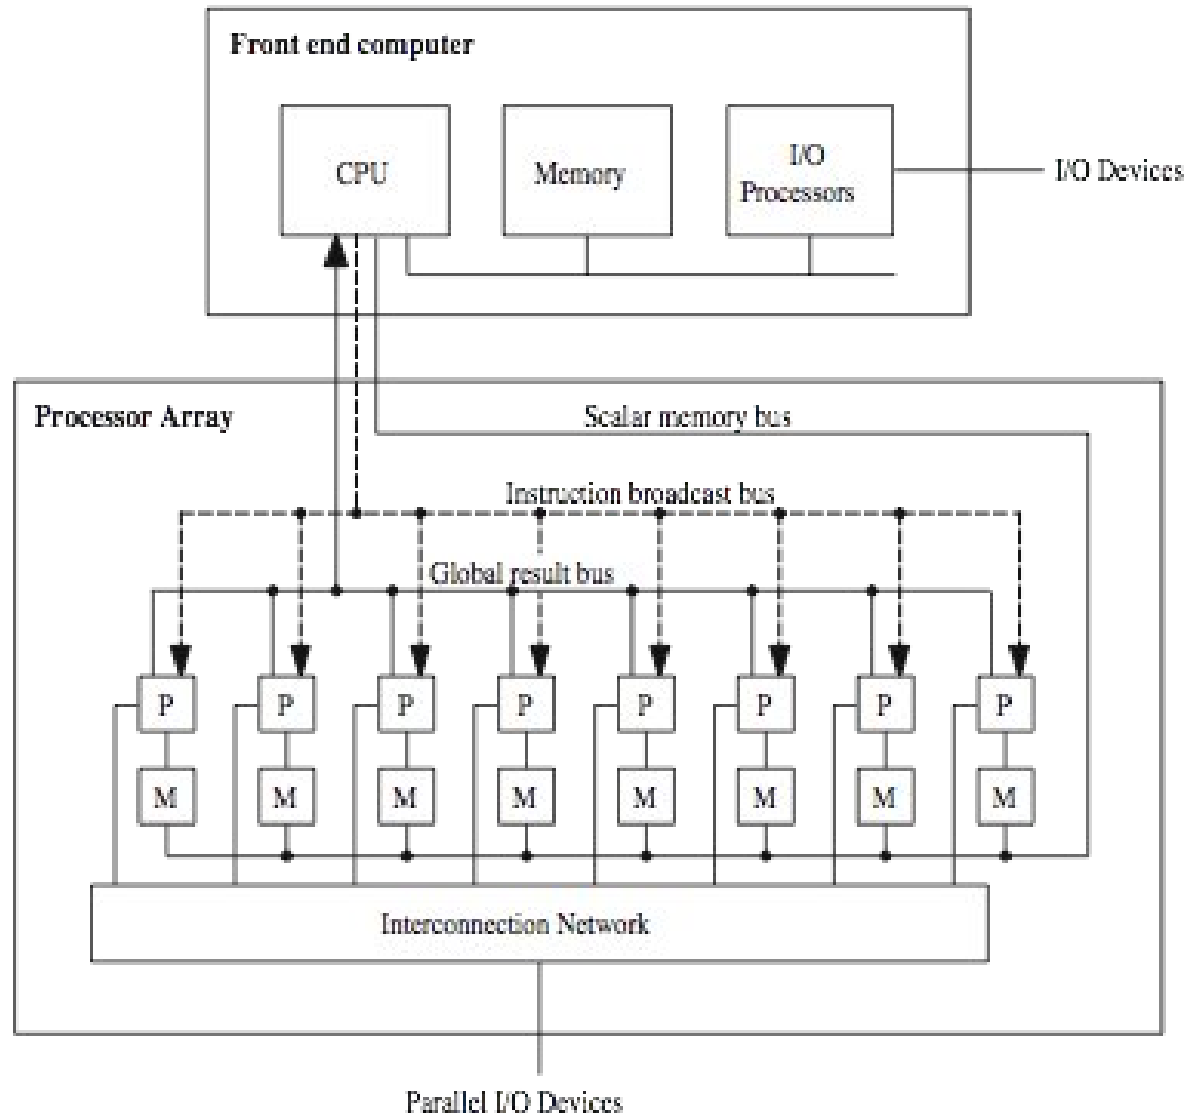 Front end computer
CPU
Memory
I/O
Processors
I/O Devices
Processor Array
Scalar memory bus
Instruction broadcast bus
Global result bus
P P P P P P P P
M M M M M M M M
Interconnection Network
Parallel I/O Devices